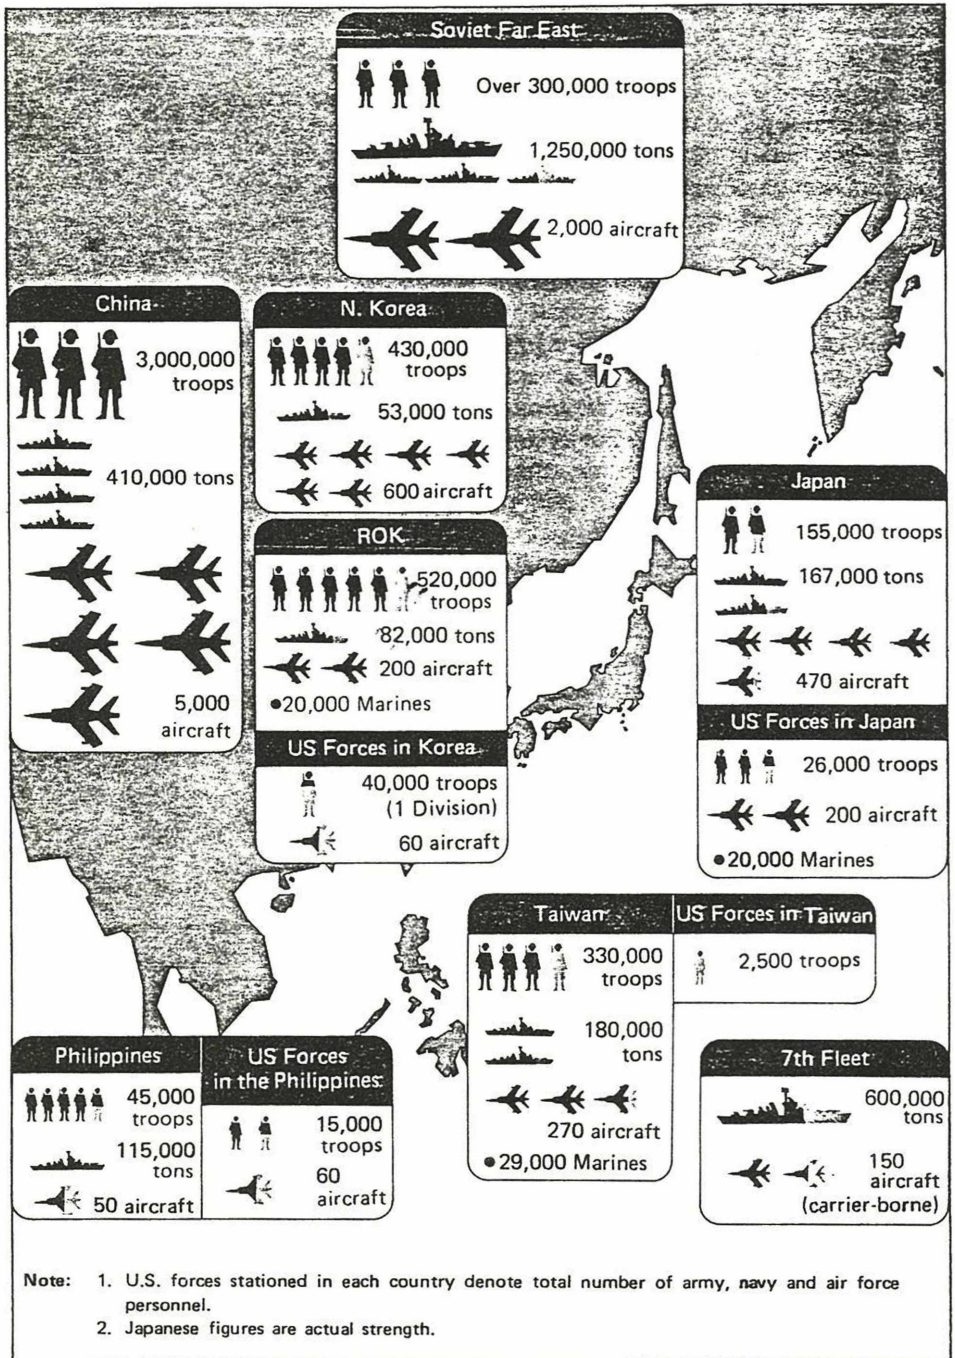 Soviet Far East
Over 300,000 troops
1,250,000 tons
2,000 aircraft
China
3,000,000
troops
410,000 tons
5,000
aircraft
N. Korea
430,000
troops
53,000 tons
600 aircraft
ROK
520,000
troops
82,000 tons
200 aircraft
●20,000 Marines
US Forces in Korea
40,000 troops
(1 Division)
60 aircraft
Japan
155,000 troops
167,000 tons
470 aircraft
US Forces in Japan
26,000 troops
200 aircraft
●20,000 Marines
Taiwan
330,000
troops
180,000
tons
270 aircraft
●29,000 Marines
US Forces in Taiwan
2,500 troops
Philippines
45,000
troops
115,000
tons
50 aircraft
US Forces
in the Philippines
15,000
troops
60
aircraft
7th Fleet
600,000
tons
150
aircraft
(carrier-borne)
Note: 1. U.S. forces stationed in each country denote total number of army, navy and air force
personnel.
2. Japanese figures are actual strength.